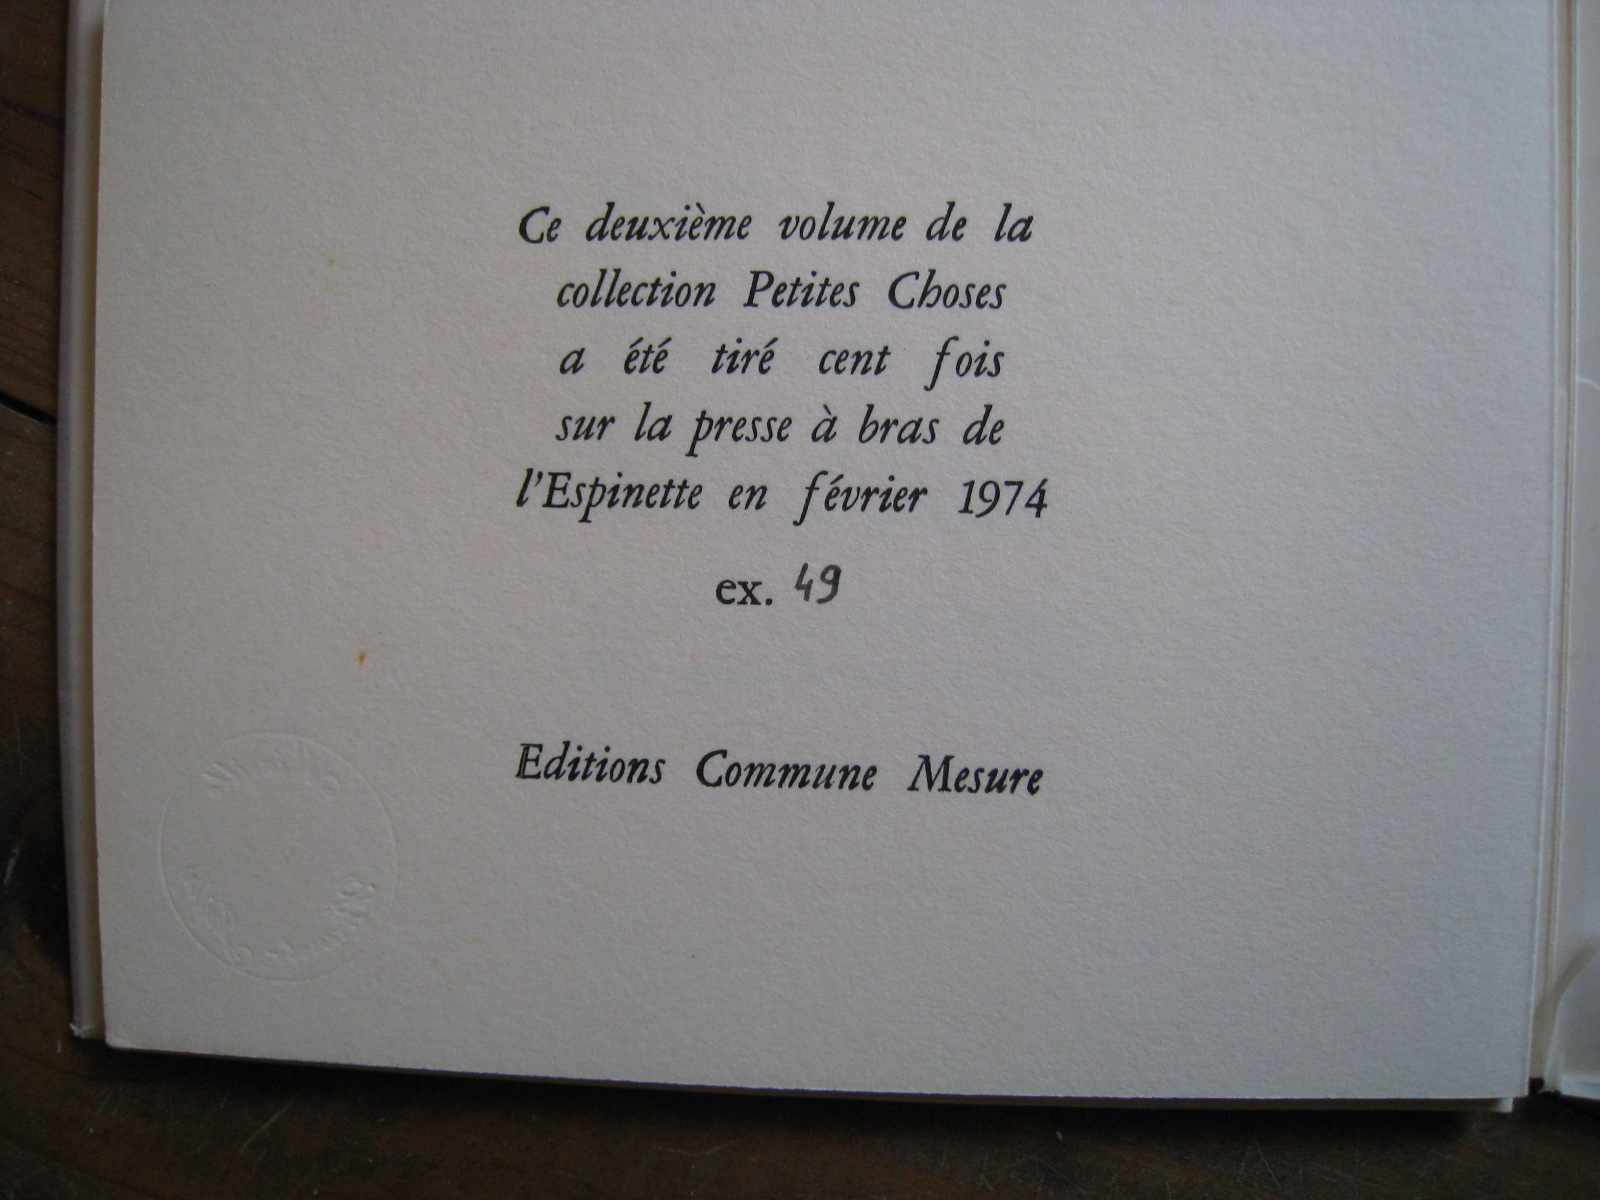 Ce deuxième volume de la
collection Petites Choses
a été tiré cent fois
sur la presse à bras de
l'Espinette en février 1974
ex. 49
Editions Commune Mesure